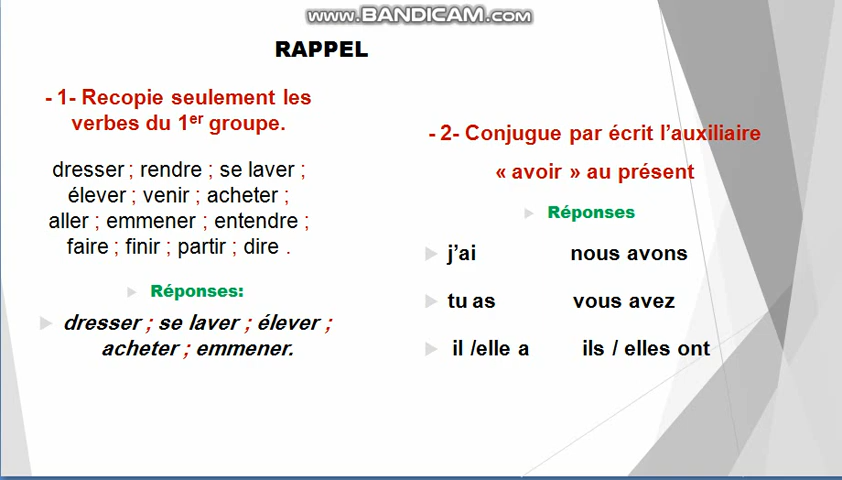 www.BANDICAM.com
RAPPEL
- 1- Recopie seulement les
verbes du 1er groupe.
dresser ; rendre ; se laver ;
élever ; venir ; acheter ;
aller ; emmener ; entendre ;
faire ; finir ; partir ; dire .
Réponses:
dresser ; se laver ; élever ;
acheter ; emmener.
- 2- Conjugue par écrit l’auxiliaire
« avoir » au présent
Réponses
j’ai nous avons
tu as vous avez
il /elle a ils / elles ont